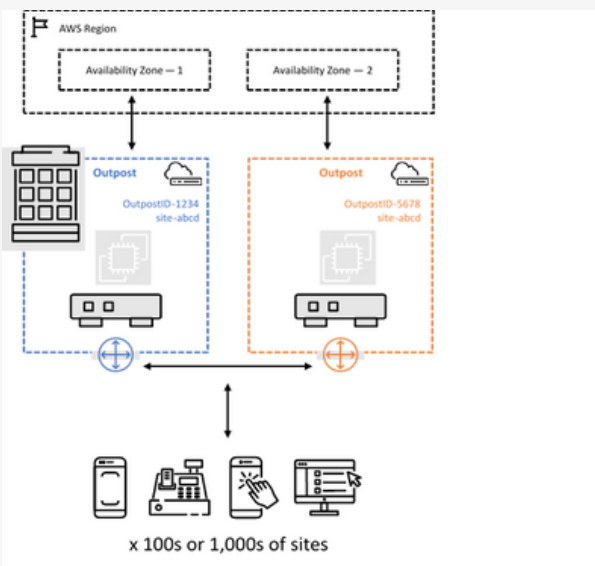 AWS Region
Availability Zone — 1
Availability Zone — 2
Outpost
OutpostID-1234
site-abcd
Outpost
OutpostID-5678
site-abcd
x 100s or 1,000s of sites